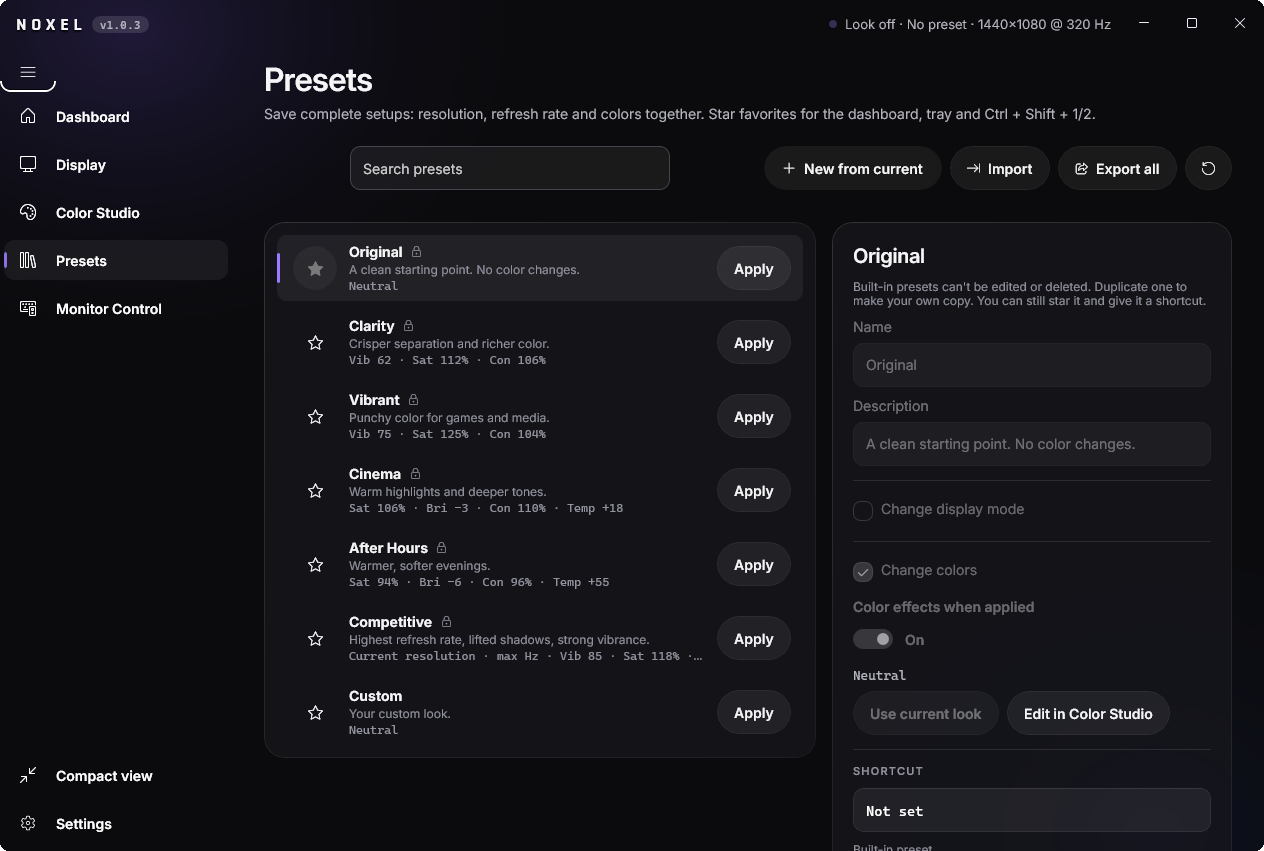 NOXEL v1.0.3
Look off · No preset · 1440×1080 @ 320 Hz
Dashboard
Display
Color Studio
Presets
Monitor Control
Compact view
Settings
Presets
Save complete setups: resolution, refresh rate and colors together. Star favorites for the dashboard, tray and Ctrl + Shift + 1/2.
Search presets
New from current
Import
Export all
Original
A clean starting point. No color changes.
Neutral
Apply
Clarity
Crisper separation and richer color.
Vib 62 · Sat 112% · Con 106%
Apply
Vibrant
Punchy color for games and media.
Vib 75 · Sat 125% · Con 104%
Apply
Cinema
Warm highlights and deeper tones.
Sat 106% · Bri −3 · Con 110% · Temp +18
Apply
After Hours
Warmer, softer evenings.
Sat 94% · Bri −6 · Con 96% · Temp +55
Apply
Competitive
Highest refresh rate, lifted shadows, strong vibrance.
Current resolution · max Hz · Vib 85 · Sat 118% ·…
Apply
Custom
Your custom look.
Neutral
Apply
Original
Built-in presets can't be edited or deleted. Duplicate one to
make your own copy. You can still star it and give it a shortcut.
Name
Original
Description
A clean starting point. No color changes.
Change display mode
Change colors
Color effects when applied
On
Neutral
Use current look
Edit in Color Studio
SHORTCUT
Not set
Built-in preset